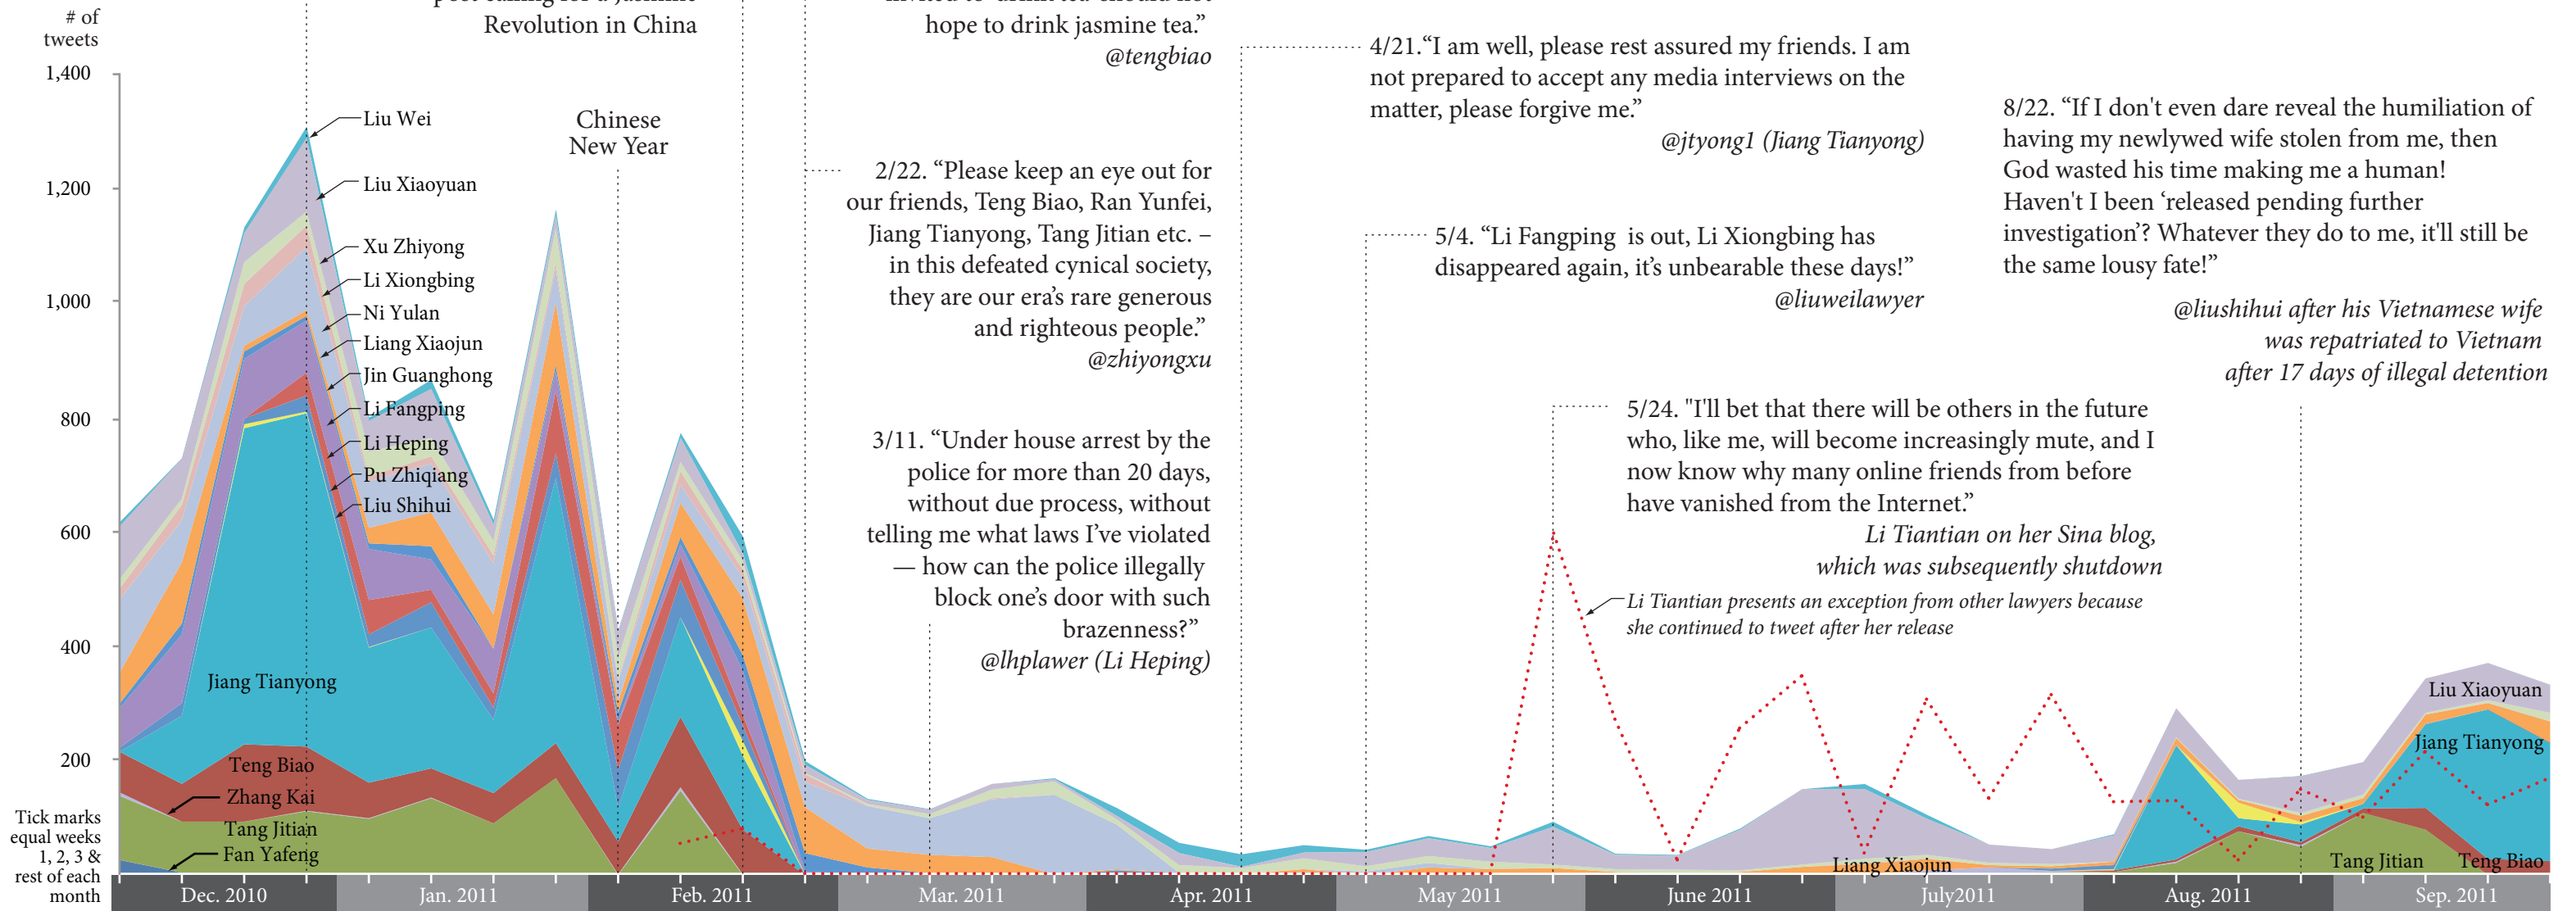 # of
tweets
1,400
1,200
1,000
800
600
400
200
Tick marks
equal weeks
1, 2, 3 &
rest of each
month
Revolution in China
hope to drink jasmine tea.”
@tengbiao
Chinese
New Year
Liu Wei
Liu Xiaoyuan
Xu Zhiyong
Li Xiongbing
Ni Yulan
Liang Xiaojun
Jin Guanghong
Li Fangping
Li Heping
Pu Zhiqiang
Liu Shihui
Jiang Tianyong
Teng Biao
Zhang Kai
Tang Jitian
Fan Yafeng
2/22. “Please keep an eye out for
our friends, Teng Biao, Ran Yunfei,
Jiang Tianyong, Tang Jitian etc. –
in this defeated cynical society,
they are our era’s rare generous
and righteous people.”
@zhiyongxu
3/11. “Under house arrest by the
police for more than 20 days,
without due process, without
telling me what laws I’ve violated
— how can the police illegally
block one’s door with such
brazenness?”
@lhplawer (Li Heping)
4/21.“I am well, please rest assured my friends. I am
not prepared to accept any media interviews on the
matter, please forgive me.”
@jtyong1 (Jiang Tianyong)
5/4. “Li Fangping is out, Li Xiongbing has
disappeared again, it’s unbearable these days!”
@liuweilawyer
5/24. "I'll bet that there will be others in the future
who, like me, will become increasingly mute, and I
now know why many online friends from before
have vanished from the Internet.”
Li Tiantian on her Sina blog,
which was subsequently shutdown
Li Tiantian presents an exception from other lawyers because
she continued to tweet after her release
8/22. “If I don't even dare reveal the humiliation of
having my newlywed wife stolen from me, then
God wasted his time making me a human!
Haven't I been ‘released pending further
investigation’? Whatever they do to me, it'll still be
the same lousy fate!”
@liushihui after his Vietnamese wife
was repatriated to Vietnam
after 17 days of illegal detention
Liu Xiaoyuan
Jiang Tianyong
Liang Xiaojun
Tang Jitian
Teng Biao
Dec. 2010
Jan. 2011
Feb. 2011
Mar. 2011
Apr. 2011
May 2011
June 2011
July2011
Aug. 2011
Sep. 2011